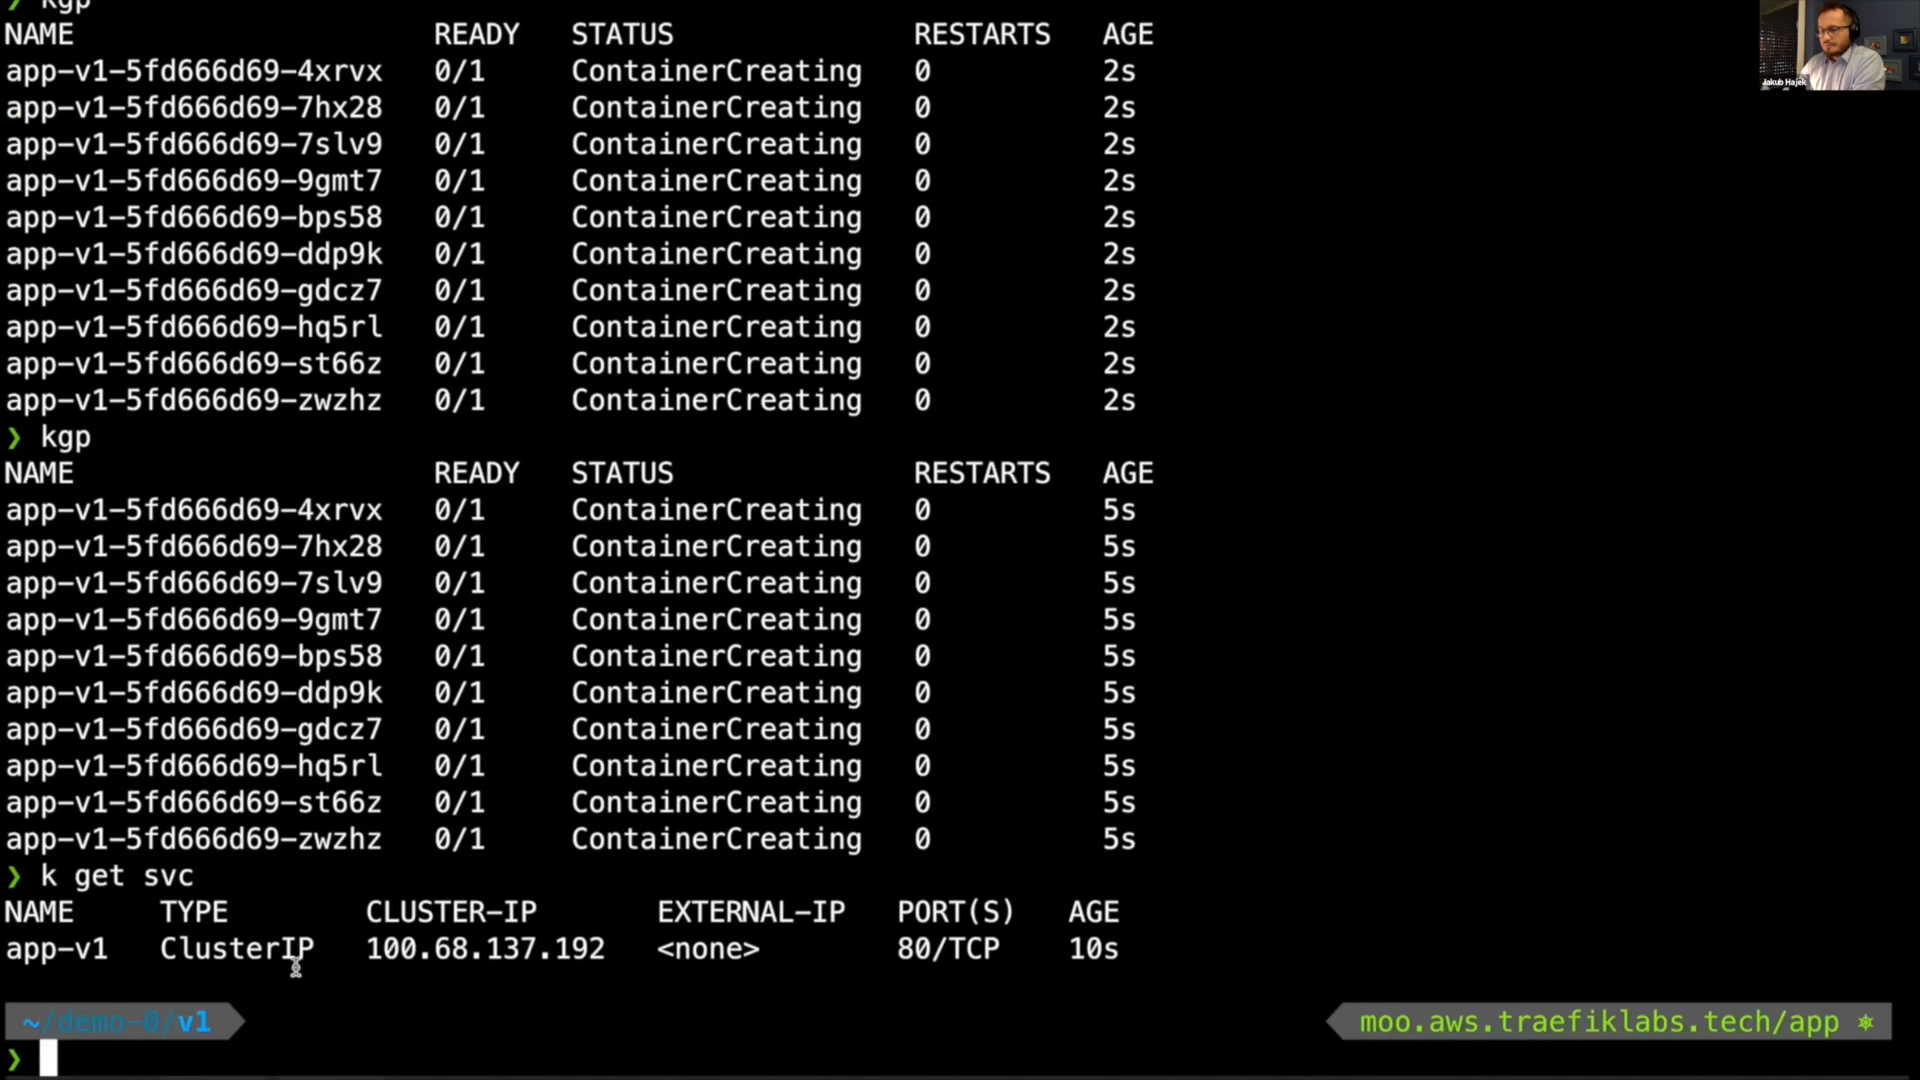 ❯ kgp
NAME READY STATUS RESTARTS AGE
app-v1-5fd666d69-4xrvx 0/1 ContainerCreating 0 2s
app-v1-5fd666d69-7hx28 0/1 ContainerCreating 0 2s
app-v1-5fd666d69-7slv9 0/1 ContainerCreating 0 2s
app-v1-5fd666d69-9gmt7 0/1 ContainerCreating 0 2s
app-v1-5fd666d69-bps58 0/1 ContainerCreating 0 2s
app-v1-5fd666d69-ddp9k 0/1 ContainerCreating 0 2s
app-v1-5fd666d69-gdcz7 0/1 ContainerCreating 0 2s
app-v1-5fd666d69-hq5rl 0/1 ContainerCreating 0 2s
app-v1-5fd666d69-st66z 0/1 ContainerCreating 0 2s
app-v1-5fd666d69-zwzhz 0/1 ContainerCreating 0 2s
❯ kgp
NAME READY STATUS RESTARTS AGE
app-v1-5fd666d69-4xrvx 0/1 ContainerCreating 0 5s
app-v1-5fd666d69-7hx28 0/1 ContainerCreating 0 5s
app-v1-5fd666d69-7slv9 0/1 ContainerCreating 0 5s
app-v1-5fd666d69-9gmt7 0/1 ContainerCreating 0 5s
app-v1-5fd666d69-bps58 0/1 ContainerCreating 0 5s
app-v1-5fd666d69-ddp9k 0/1 ContainerCreating 0 5s
app-v1-5fd666d69-gdcz7 0/1 ContainerCreating 0 5s
app-v1-5fd666d69-hq5rl 0/1 ContainerCreating 0 5s
app-v1-5fd666d69-st66z 0/1 ContainerCreating 0 5s
app-v1-5fd666d69-zwzhz 0/1 ContainerCreating 0 5s
❯ k get svc
NAME TYPE CLUSTER-IP EXTERNAL-IP PORT(S) AGE
app-v1 ClusterIP 100.68.137.192 <none> 80/TCP 10s
~/demo-0/v1 moo.aws.traefiklabs.tech/app ⎈
❯
Jakub Hajek